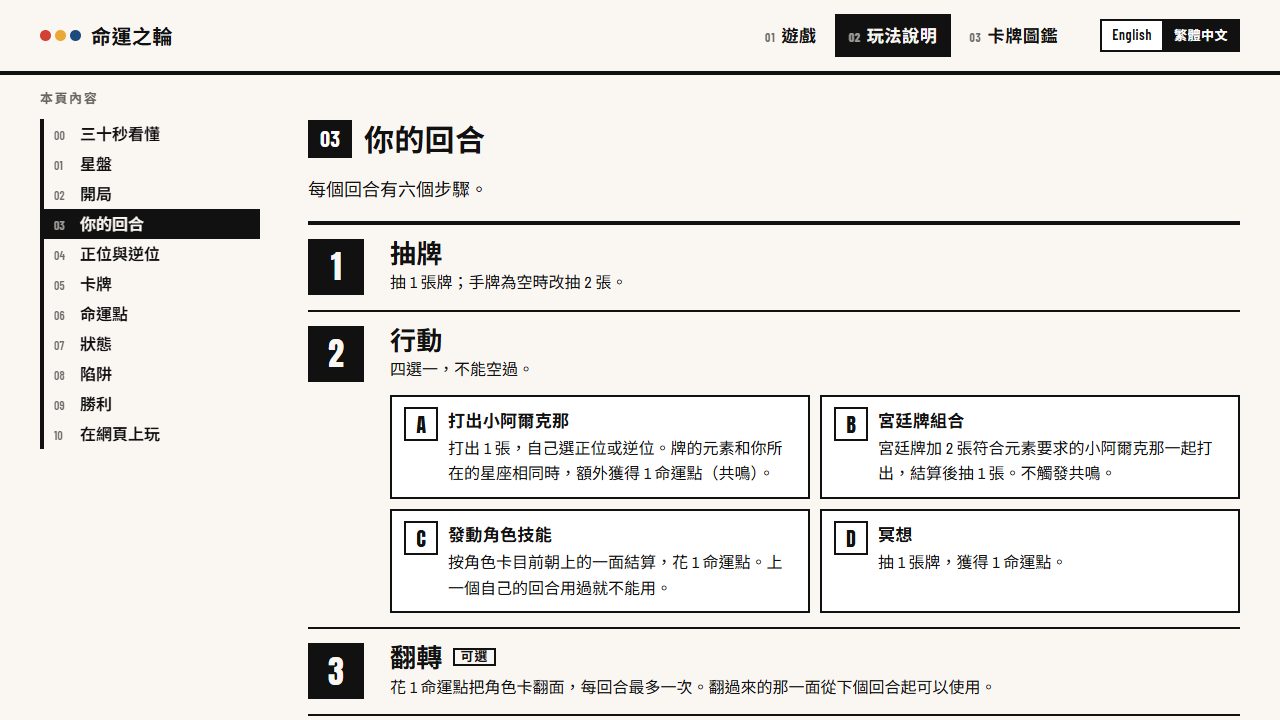 命運之輪
01 遊戲
02 玩法說明
03 卡牌圖鑑
English
繁體中文
本頁內容
00 三十秒看懂
01 星盤
02 開局
03 你的回合
04 正位與逆位
05 卡牌
06 命運點
07 狀態
08 陷阱
09 勝利
10 在網頁上玩
03 你的回合
每個回合有六個步驟。
1 抽牌
抽 1 張牌；手牌為空時改抽 2 張。
2 行動
四選一，不能空過。
A 打出小阿爾克那
打出 1 張，自己選正位或逆位。牌的元素和你所
在的星座相同時，額外獲得 1 命運點（共鳴）。
B 宮廷牌組合
宮廷牌加 2 張符合元素要求的小阿爾克那一起打
出，結算後抽 1 張。不觸發共鳴。
C 發動角色技能
按角色卡目前朝上的一面結算，花 1 命運點。上
一個自己的回合用過就不能用。
D 冥想
抽 1 張牌，獲得 1 命運點。
3 翻轉 可選
花 1 命運點把角色卡翻面，每回合最多一次。翻過來的那一面從下個回合起可以使用。